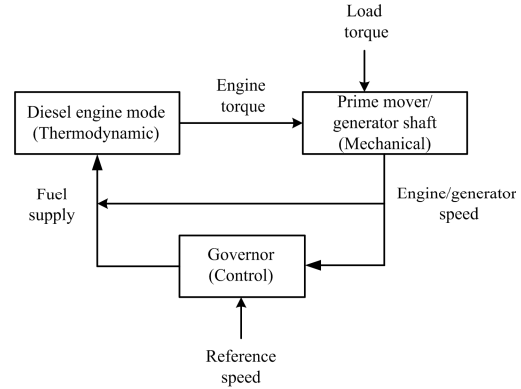 Load
torque
Engine
torque
Diesel engine mode
(Thermodynamic)
Prime mover/
generator shaft
(Mechanical)
Fuel
supply
Engine/generator
speed
Governor
(Control)
Reference
speed